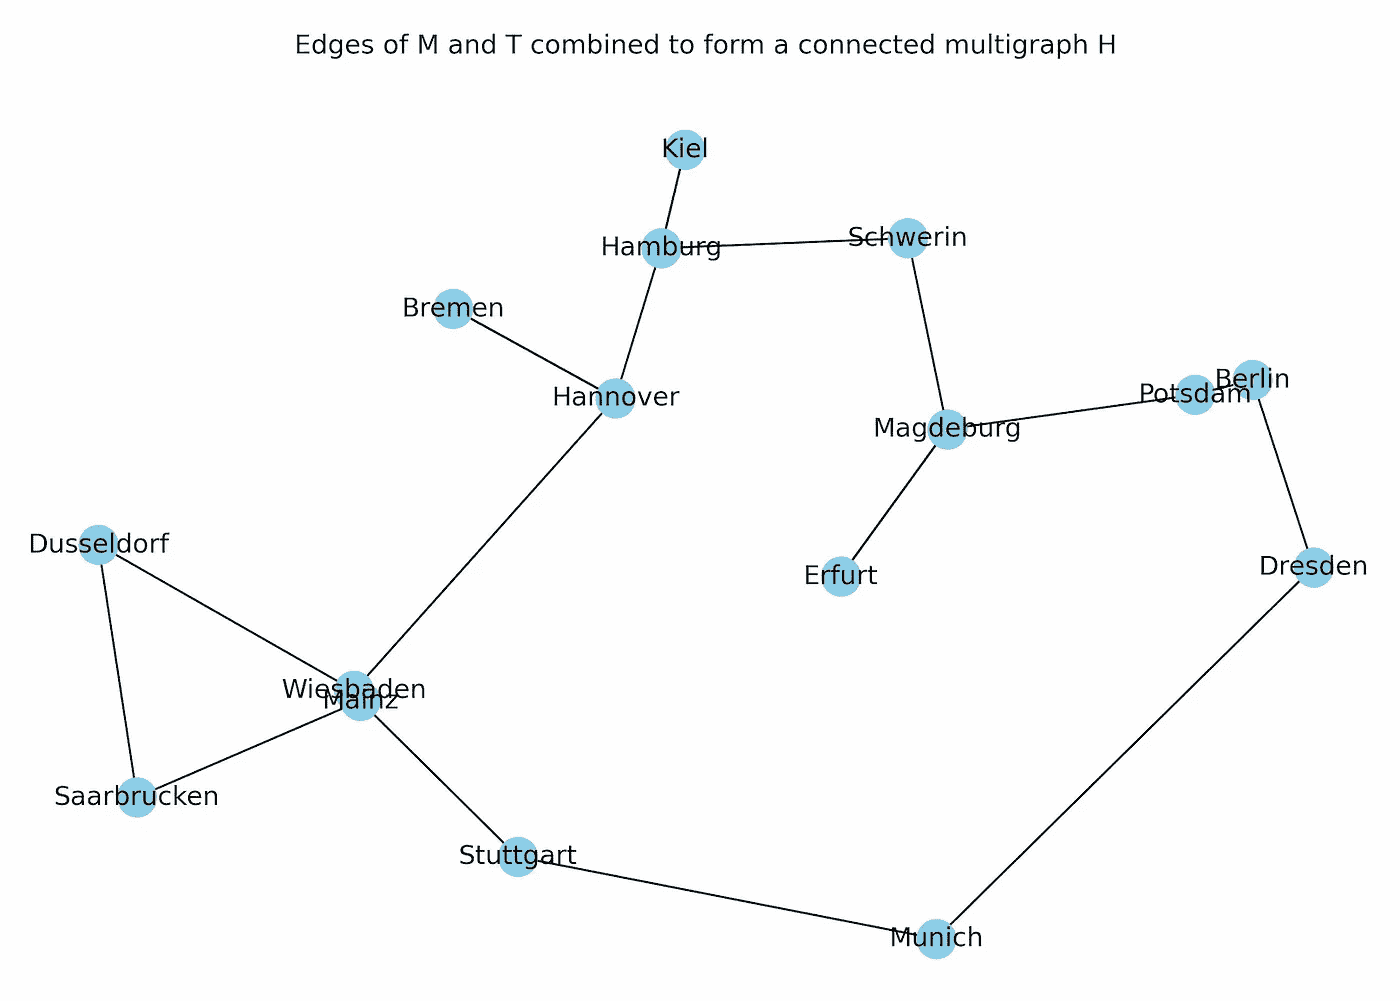 Edges of M and T combined to form a connected multigraph H
Kiel
Schwerin
Hamburg
Bremen
Berlin
Potsdam
Hannover
Magdeburg
Dusseldorf
Dresden
Erfurt
Wiesbaden
Mainz
Saarbrucken
Stuttgart
Munich